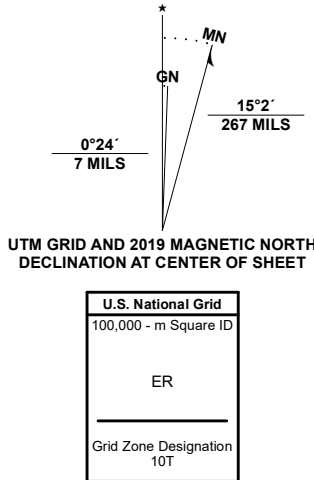 MN
GN
15°2´
267 MILS
0°24´
7 MILS
UTM GRID AND 2019 MAGNETIC NORTH
DECLINATION AT CENTER OF SHEET
U.S. National Grid
100,000 - m Square ID
ER
Grid Zone Designation
10T